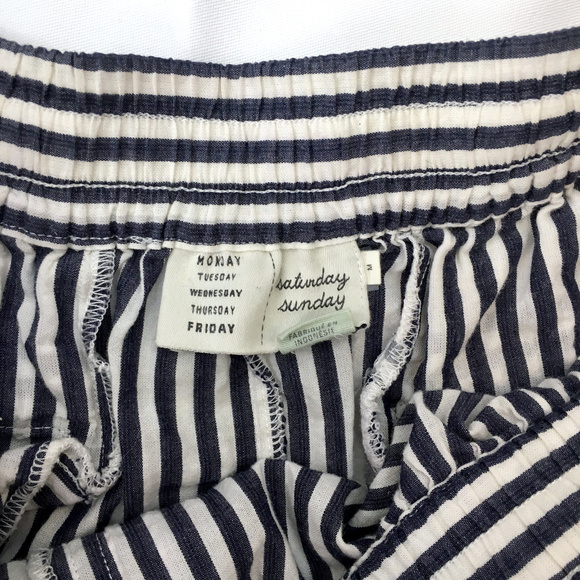 MONDAY
TUESDAY
WEDNESDAY
THURSDAY
FRIDAY
saturday
sunday
FABRIQUÉ EN
INDONESIE
M